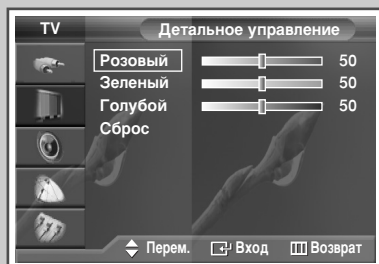 TV Детальное управление
Розовый 50
Зеленый 50
Голубой 50
Сброс
Перем. Вход Возврат